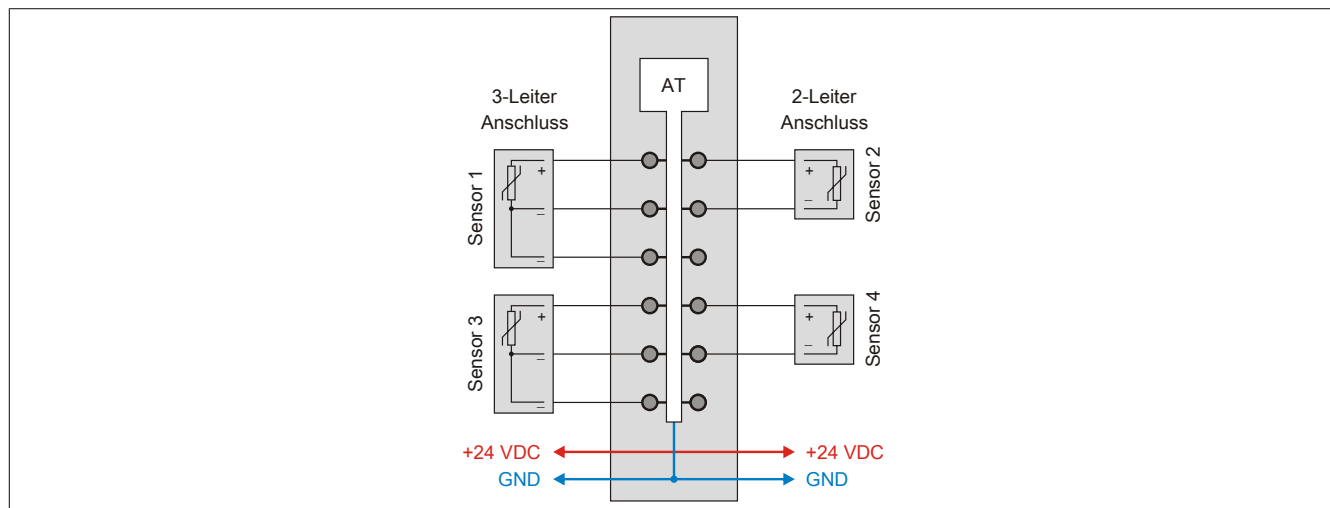 AT
3-Leiter
Anschluss
2-Leiter
Anschluss
Sensor 1
+
–
–
Sensor 2
+
–
Sensor 3
+
–
–
Sensor 4
+
–
+24 VDC
+24 VDC
GND
GND